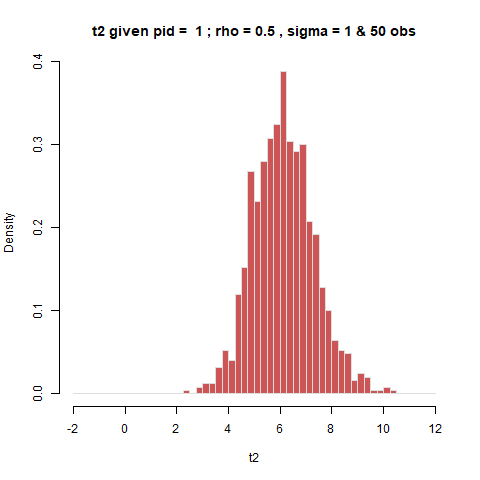 t2 given pid =  1 ; rho = 0.5 , sigma = 1 & 50 obs
Density
0.4
0.3
0.2
0.1
0.0
-2 0 2 4 6 8 10 12
t2